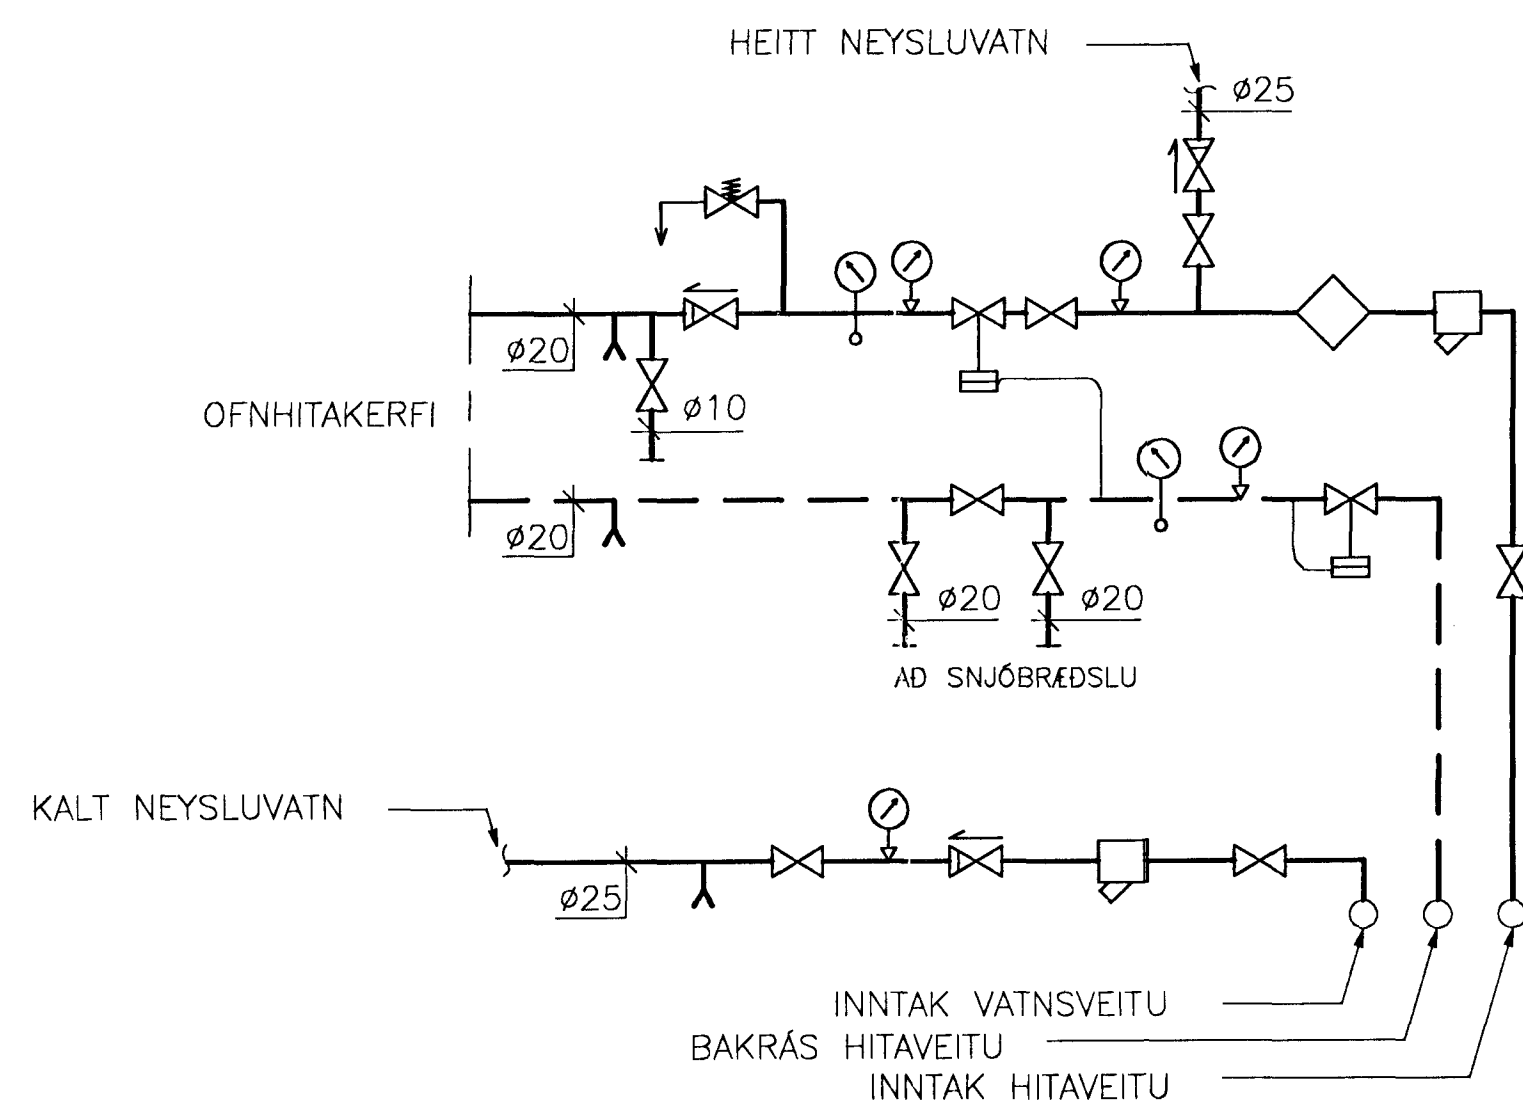 HEITT NEYSLUVATN
ø25
ø20
OFNHITAKERFI
ø10
ø20
ø20
ø20
AÐ SNJÓBRÆÐSLU
KALT NEYSLUVATN
ø25
INNTAK VATNSVEITU
BAKRÁS HITAVEITU
INNTAK HITAVEITU